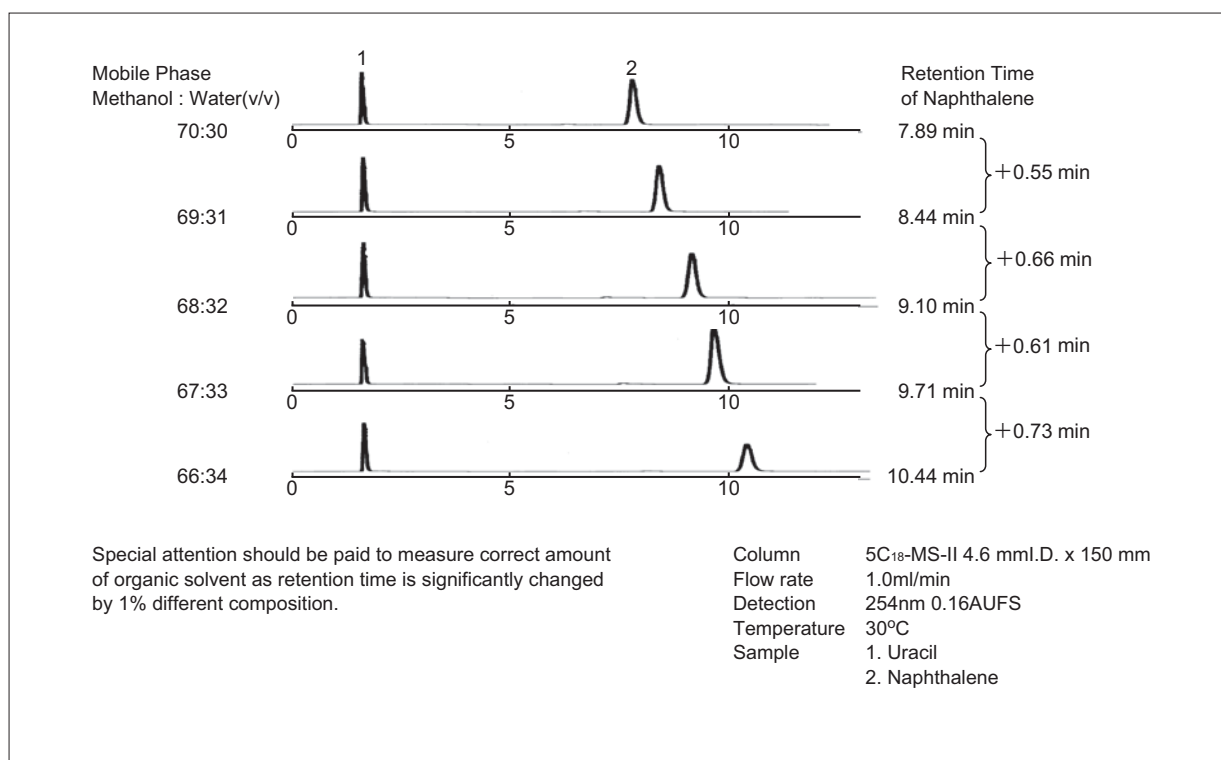 1
2
Mobile Phase
Methanol : Water(v/v)
Retention Time
of Naphthalene
70:30
0
5
10
7.89 min
+0.55 min
69:31
0
5
10
8.44 min
+0.66 min
68:32
0
5
10
9.10 min
+0.61 min
67:33
0
5
10
9.71 min
+0.73 min
66:34
0
5
10
10.44 min
Special attention should be paid to measure correct amount
of organic solvent as retention time is significantly changed
by 1% different composition.
Column 5C₁₈-MS-II 4.6 mmI.D. x 150 mm
Flow rate 1.0ml/min
Detection 254nm 0.16AUFS
Temperature 30°C
Sample 1. Uracil
2. Naphthalene